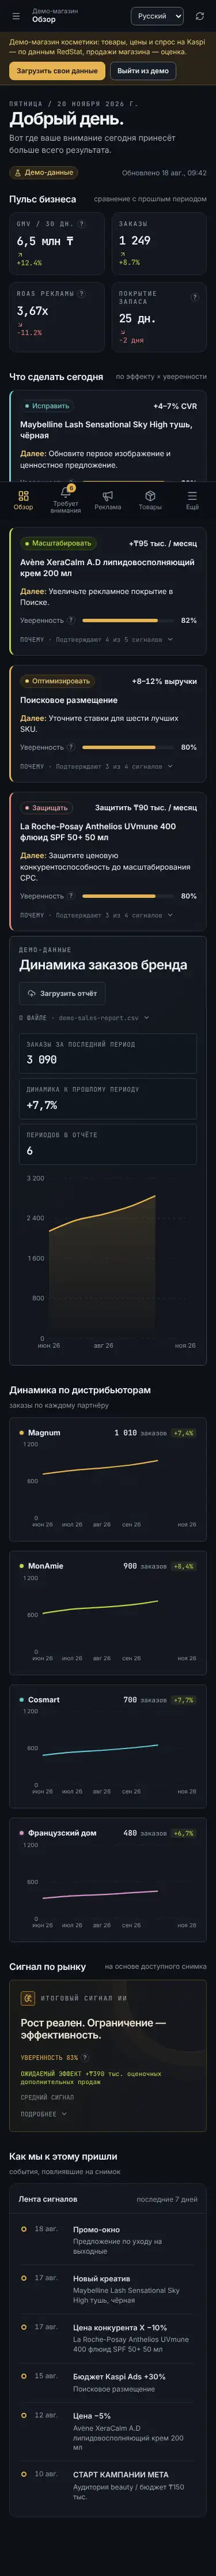 Демо-магазин
Обзор
Русский
Демо-магазин косметики: товары, цены и спрос на Kaspi
— по данным RedStat, продажи магазина — оценка.
Загрузить свои данные
Выйти из демо
ПЯТНИЦА / 20 НОЯБРЯ 2026 Г.
Добрый день.
Вот где ваше внимание сегодня принесёт
больше всего результата.
Демо-данные
Обновлено 18 авг., 09:42
Пульс бизнеса
сравнение с прошлым периодом
GMV / 30 ДН. ?
6,5 млн ₸
+12.4%
ЗАКАЗЫ
1 249
+8.7%
ROAS РЕКЛАМЫ ?
3,67x
-11.2%
ПОКРЫТИЕ
ЗАПАСА ?
25 дн.
-2 дня
Что сделать сегодня
по эффекту × уверенности
Исправить
+4–7% CVR
Maybelline Lash Sensational Sky High тушь,
чёрная
Далее: Обновите первое изображение и
ценностное предложение.
Обзор
6
Требует
внимания
Реклама
Товары
Ещё
Масштабировать
+₸95 тыс. / месяц
Avène XeraCalm A.D липидовосполняющий
крем 200 мл
Далее: Увеличьте рекламное покрытие в
Поиске.
Уверенность ?
82%
ПОЧЕМУ · Подтверждают 4 из 5 сигналов
Оптимизировать
+8–12% выручки
Поисковое размещение
Далее: Уточните ставки для шести лучших
SKU.
Уверенность ?
80%
ПОЧЕМУ · Подтверждают 3 из 4 сигналов
Защищать
Защитить ₸90 тыс. / месяц
La Roche-Posay Anthelios UVmune 400
флюид SPF 50+ 50 мл
Далее: Защитите ценовую
конкурентоспособность до масштабирования
СРС.
Уверенность ?
80%
ПОЧЕМУ · Подтверждают 3 из 4 сигналов
ДЕМО-ДАННЫЕ
Динамика заказов бренда
Загрузить отчёт
О ФАЙЛЕ · demo-sales-report.csv
ЗАКАЗЫ ЗА ПОСЛЕДНИЙ ПЕРИОД
3 090
ДИНАМИКА К ПРОШЛОМУ ПЕРИОДУ
+7,7%
ПЕРИОДОВ В ОТЧЁТЕ
6
3 200
2 400
1 600
800
0
июн 26
авг 26
ноя 26
Динамика по дистрибьюторам
заказы по каждому партнёру
Magnum
1 010 заказов +7,4%
1 200
600
0
июн 26 июл 26 авг 26 сен 26 ноя 26
MonAmie
900 заказов +8,4%
1 200
600
0
июн 26 июл 26 авг 26 сен 26 ноя 26
Cosmart
700 заказов +7,7%
1 200
600
0
июн 26 июл 26 авг 26 сен 26 ноя 26
Французский дом
480 заказов +6,7%
1 200
600
0
июн 26 июл 26 авг 26 сен 26 ноя 26
Сигнал по рынку
на основе доступного снимка
ИТОГОВЫЙ СИГНАЛ ИИ
Рост реален. Ограничение —
эффективность.
УВЕРЕННОСТЬ 83% ?
ОЖИДАЕМЫЙ ЭФФЕКТ +₸390 тыс. оценочных
дополнительных продаж
СРЕДНИЙ СИГНАЛ
ПОДРОБНЕЕ
Как мы к этому пришли
события, повлиявшие на снимок
Лента сигналов
последние 7 дней
18 авг.
Промо-окно
Предложение по уходу на
выходные
17 авг.
Новый креатив
Maybelline Lash Sensational Sky
High тушь, чёрная
17 авг.
Цена конкурента X −10%
La Roche-Posay Anthelios UVmune
400 флюид SPF 50+ 50 мл
15 авг.
Бюджет Kaspi Ads +30%
Поисковое размещение
12 авг.
Цена −5%
Avène XeraCalm A.D
липидовосполняющий крем 200
мл
10 авг.
СТАРТ КАМПАНИИ META
Аудитория beauty / бюджет ₸150
тыс.